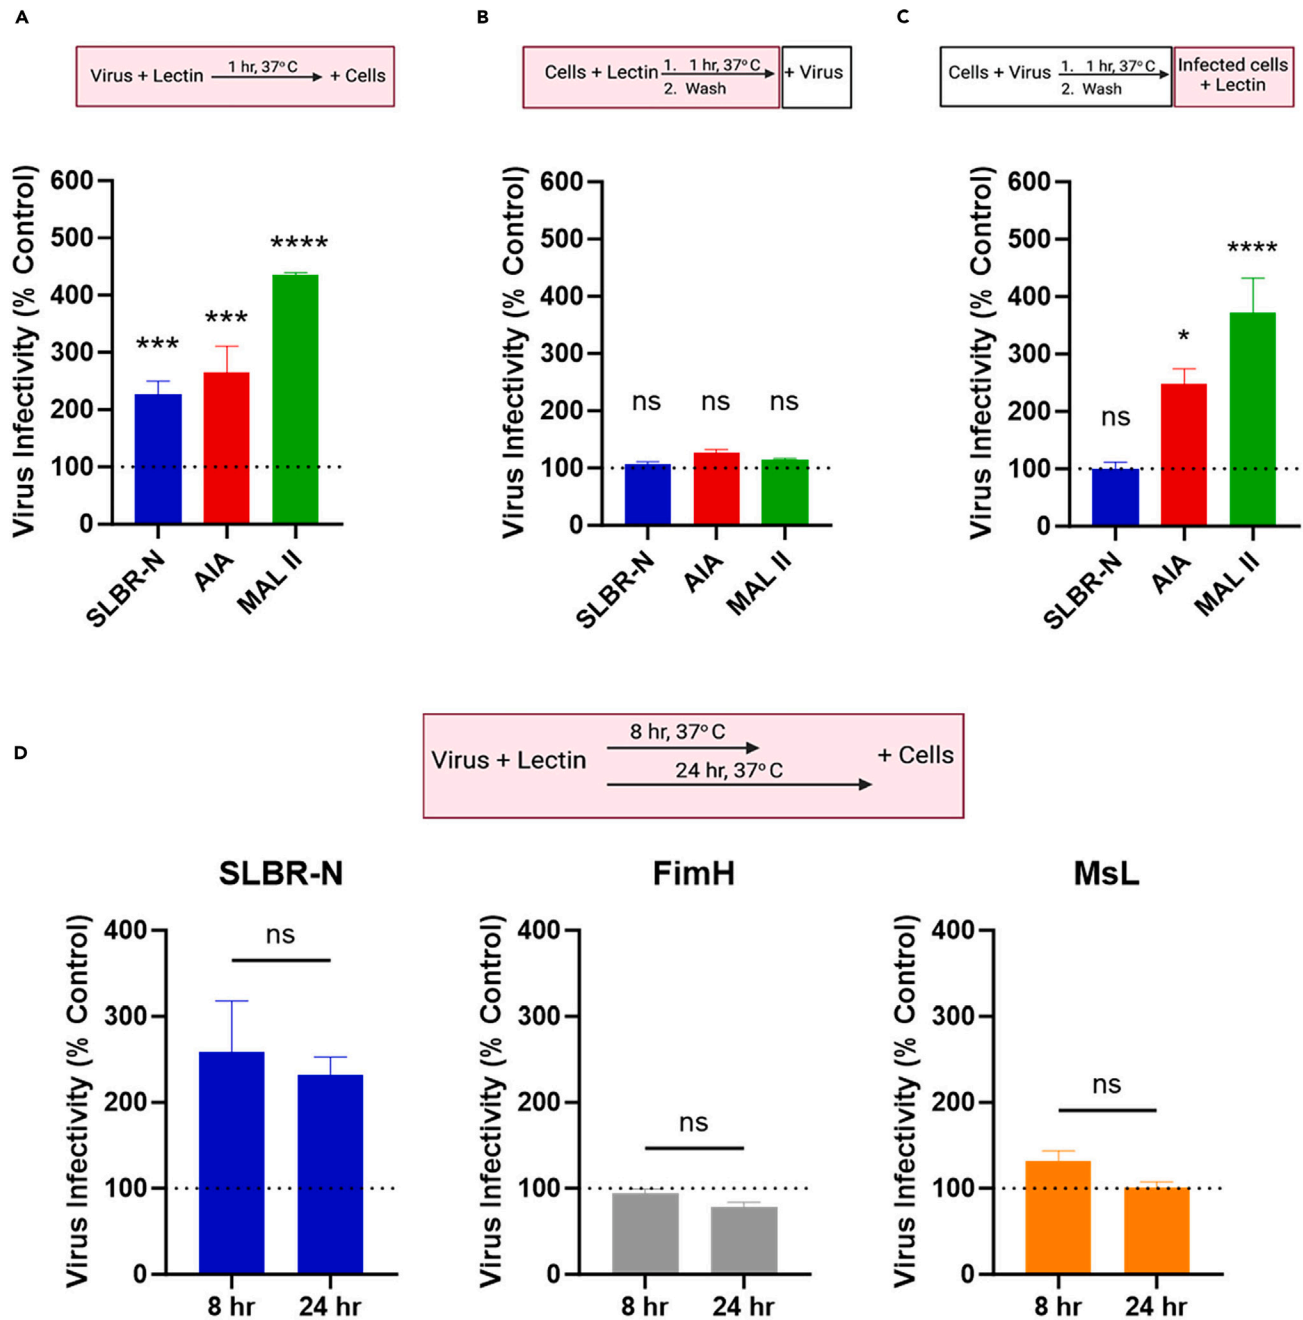 A
Virus + Lectin 1 hr, 37°C + Cells
B
Cells + Lectin 1. 1 hr, 37°C + Virus
2. Wash
C
Cells + Virus 1. 1 hr, 37°C Infected cells
2. Wash + Lectin
Virus Infectivity (% Control)
600
500
400
300
200
100
0
***
***
****
SLBR-N
AIA
MAL II
Virus Infectivity (% Control)
600
500
400
300
200
100
0
ns
ns
ns
SLBR-N
AIA
MAL II
Virus Infectivity (% Control)
600
500
400
300
200
100
0
ns
*
****
SLBR-N
AIA
MAL II
D
Virus + Lectin 8 hr, 37°C + Cells
24 hr, 37°C
SLBR-N
Virus Infectivity (% Control)
400
300
200
100
0
ns
8 hr
24 hr
FimH
Virus Infectivity (% Control)
400
300
200
100
0
ns
8 hr
24 hr
MsL
Virus Infectivity (% Control)
400
300
200
100
0
ns
8 hr
24 hr